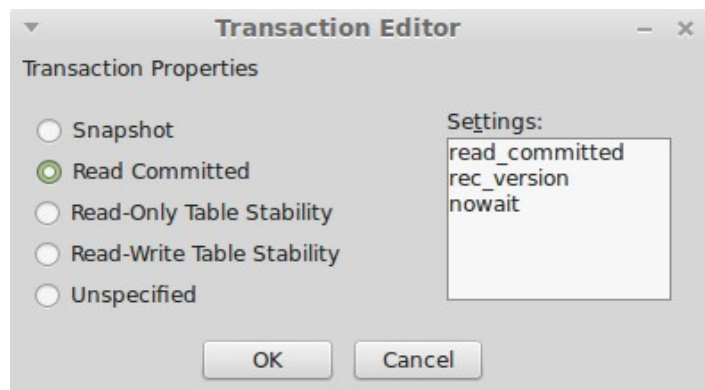 Transaction Editor
Transaction Properties
Snapshot
Read Committed
Read-Only Table Stability
Read-Write Table Stability
Unspecified
Settings:
read_committed
rec_version
nowait
OK
Cancel